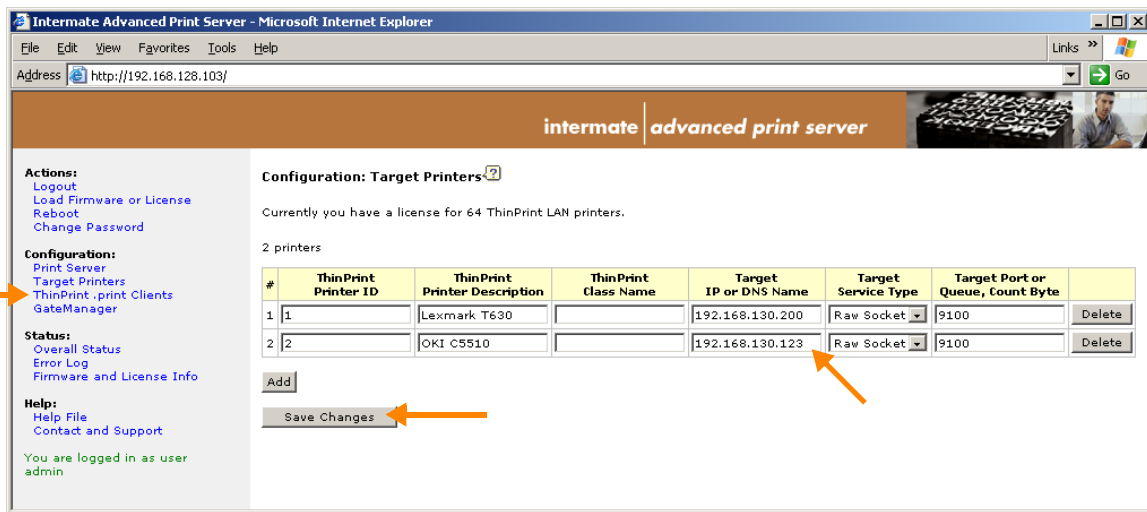 Intermate Advanced Print Server - Microsoft Internet Explorer
File Edit View Favorites Tools Help Links »
Address http://192.168.128.103/ Go
intermate advanced print server
Actions:
Logout
Load Firmware or License
Reboot
Change Password
Configuration:
Print Server
Target Printers
ThinPrint .print Clients
GateManager
Status:
Overall Status
Error Log
Firmware and License Info
Help:
Help File
Contact and Support
You are logged in as user
admin
Configuration: Target Printers ?
Currently you have a license for 64 ThinPrint LAN printers.
2 printers
# ThinPrint Printer ID ThinPrint Printer Description ThinPrint Class Name Target IP or DNS Name Target Service Type Target Port or Queue, Count Byte
1 1 Lexmark T630 192.168.130.200 Raw Socket 9100 Delete
2 2 OKI C5510 192.168.130.123 Raw Socket 9100 Delete
Add
Save Changes